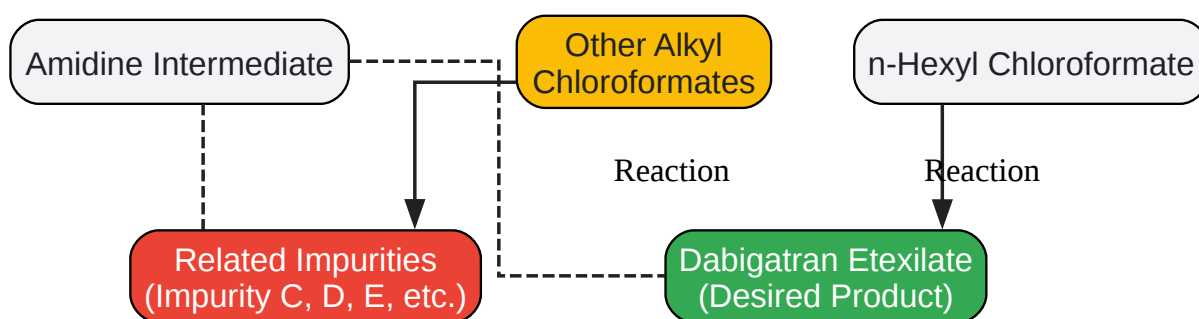 Amidine Intermediate
Other Alkyl
Chloroformates
n-Hexyl Chloroformate
Reaction
Reaction
Related Impurities
(Impurity C, D, E, etc.)
Dabigatran Etexilate
(Desired Product)